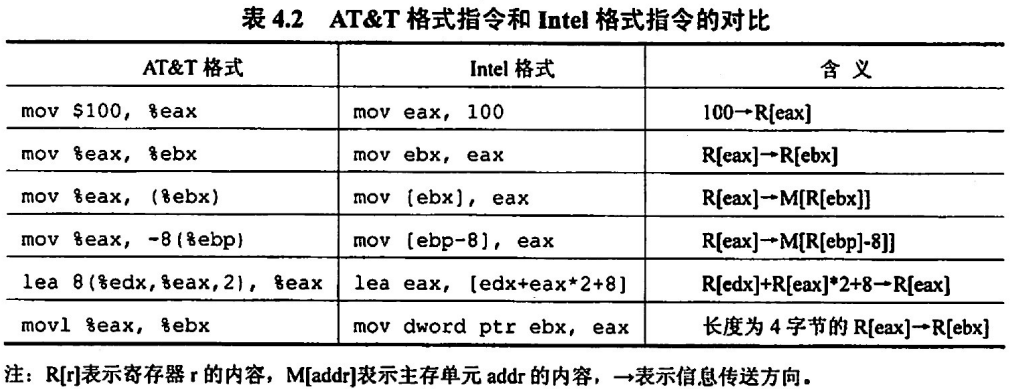 表 4.2 AT&T 格式指令和 Intel 格式指令的对比
AT&T 格式 Intel 格式 含 义
mov $100, %eax mov eax, 100 100→R[eax]
mov %eax, %ebx mov ebx, eax R[eax]→R[ebx]
mov %eax, (%ebx) mov [ebx], eax R[eax]→M[R[ebx]]
mov %eax, -8(%ebp) mov [ebp-8], eax R[eax]→M[R[ebp]-8]]
lea 8(%edx,%eax,2), %eax lea eax, [edx+eax*2+8] R[edx]+R[eax]*2+8→R[eax]
movl %eax, %ebx mov dword ptr ebx, eax 长度为 4 字节的 R[eax]→R[ebx]
注：R[r]表示寄存器 r 的内容，M[addr]表示主存单元 addr 的内容，→表示信息传送方向。